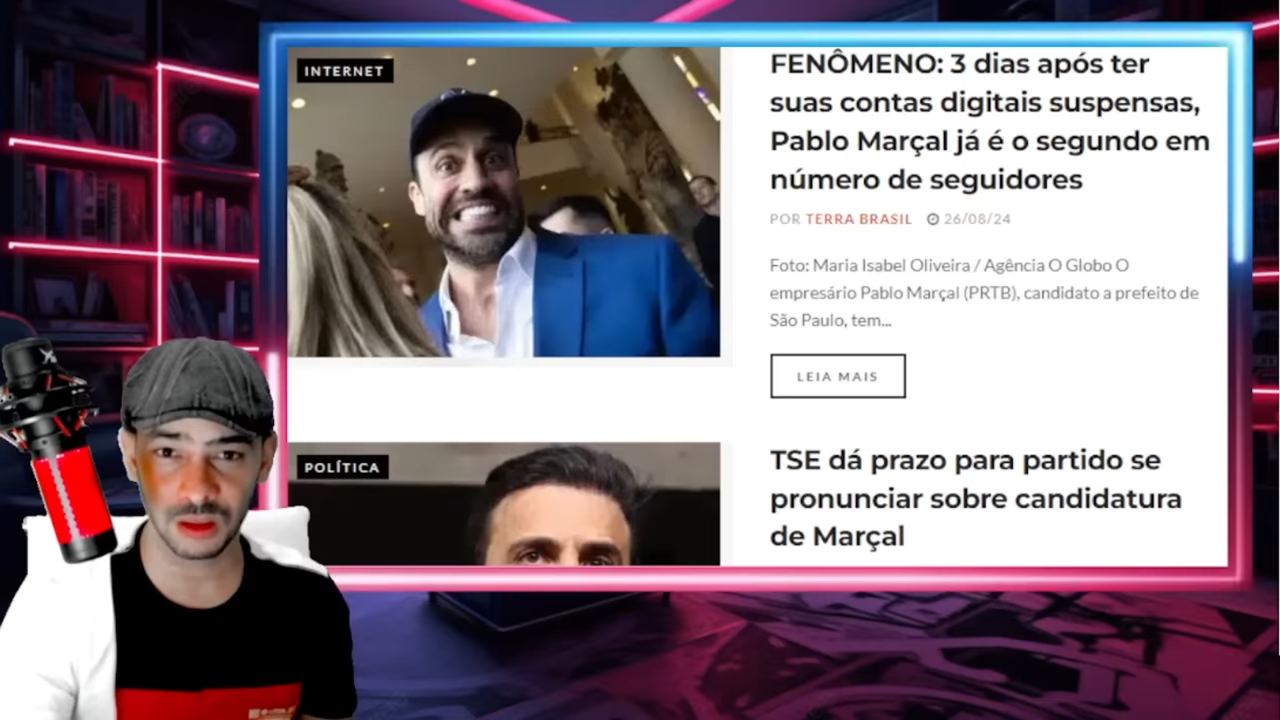 INTERNET
FENÔMENO: 3 dias após ter
suas contas digitais suspensas,
Pablo Marçal já é o segundo em
número de seguidores
POR TERRA BRASIL 26/08/24
Foto: Maria Isabel Oliveira / Agência O Globo O
empresário Pablo Marçal (PRTB), candidato a prefeito de
São Paulo, tem...
LEIA MAIS
POLÍTICA
TSE dá prazo para partido se
pronunciar sobre candidatura
de Marçal